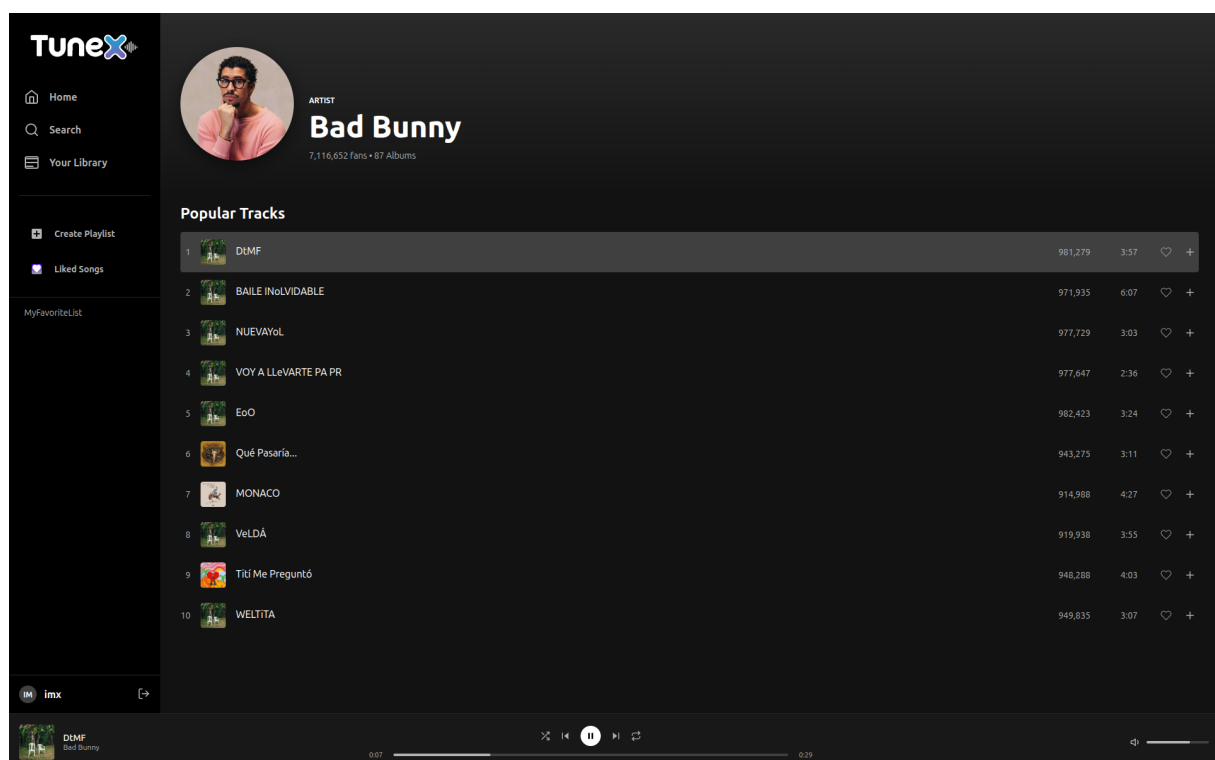 TuneX
Home
Search
Your Library
Create Playlist
Liked Songs
MyFavoriteList
IM imx
ARTIST
Bad Bunny
7,116,652 fans • 87 Albums
Popular Tracks
1 DtMF 981,279 3:57
2 BAILE INoLVIDABLE 971,935 6:07
3 NUEVAYoL 977,729 3:03
4 VOY A LLeVARTE PA PR 977,647 2:36
5 EoO 982,423 3:24
6 Qué Pasaría... 943,275 3:11
7 MONACO 914,988 4:27
8 VeLDÁ 919,938 3:55
9 Tití Me Preguntó 948,288 4:03
10 WELTiTA 949,835 3:07
DtMF
Bad Bunny
0:07 0:29